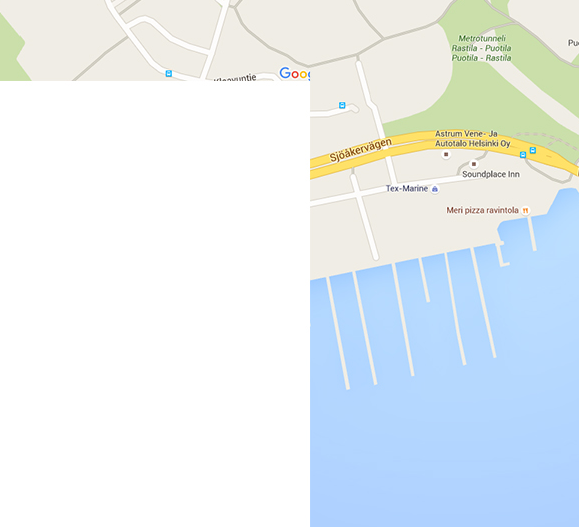 Metrotunneli
Rastila - Puotila
Puotila - Rastila
Sjöåkervägen
Astrum Vene- Ja
Autotalo Helsinki Oy
Soundplace Inn
Tex-Marine
Meri pizza ravintola